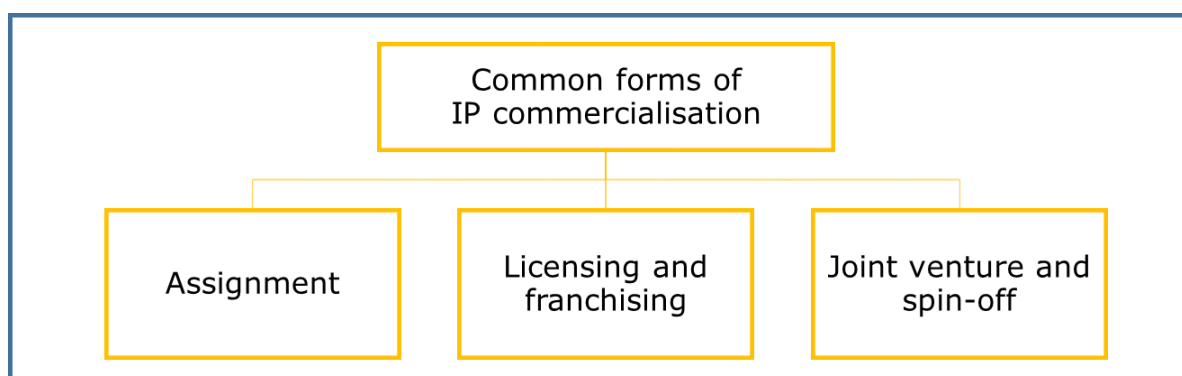 Common forms of
IP commercialisation
Assignment
Licensing and
franchising
Joint venture and
spin-off